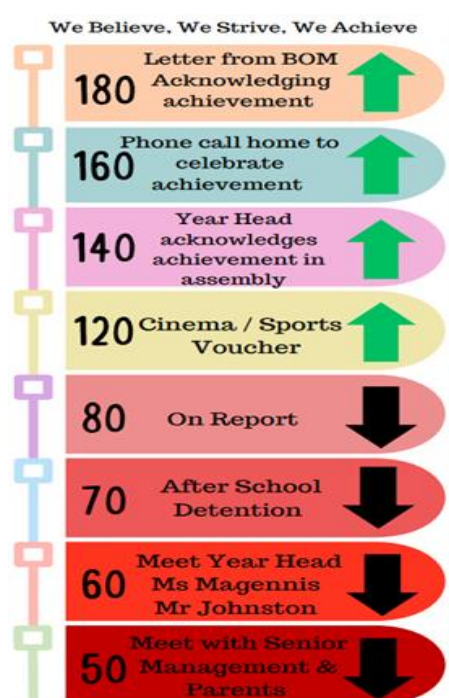 We Believe, We Strive, We Achieve
180
Letter from BOM
Acknowledging
achievement
160
Phone call home to
celebrate
achievement
140
Year Head
acknowledges
achievement in
assembly
120
Cinema / Sports
Voucher
80
On Report
70
After School
Detention
60
Meet Year Head
Ms Magennis
Mr Johnston
50
Meet with Senior
Management &
Parents